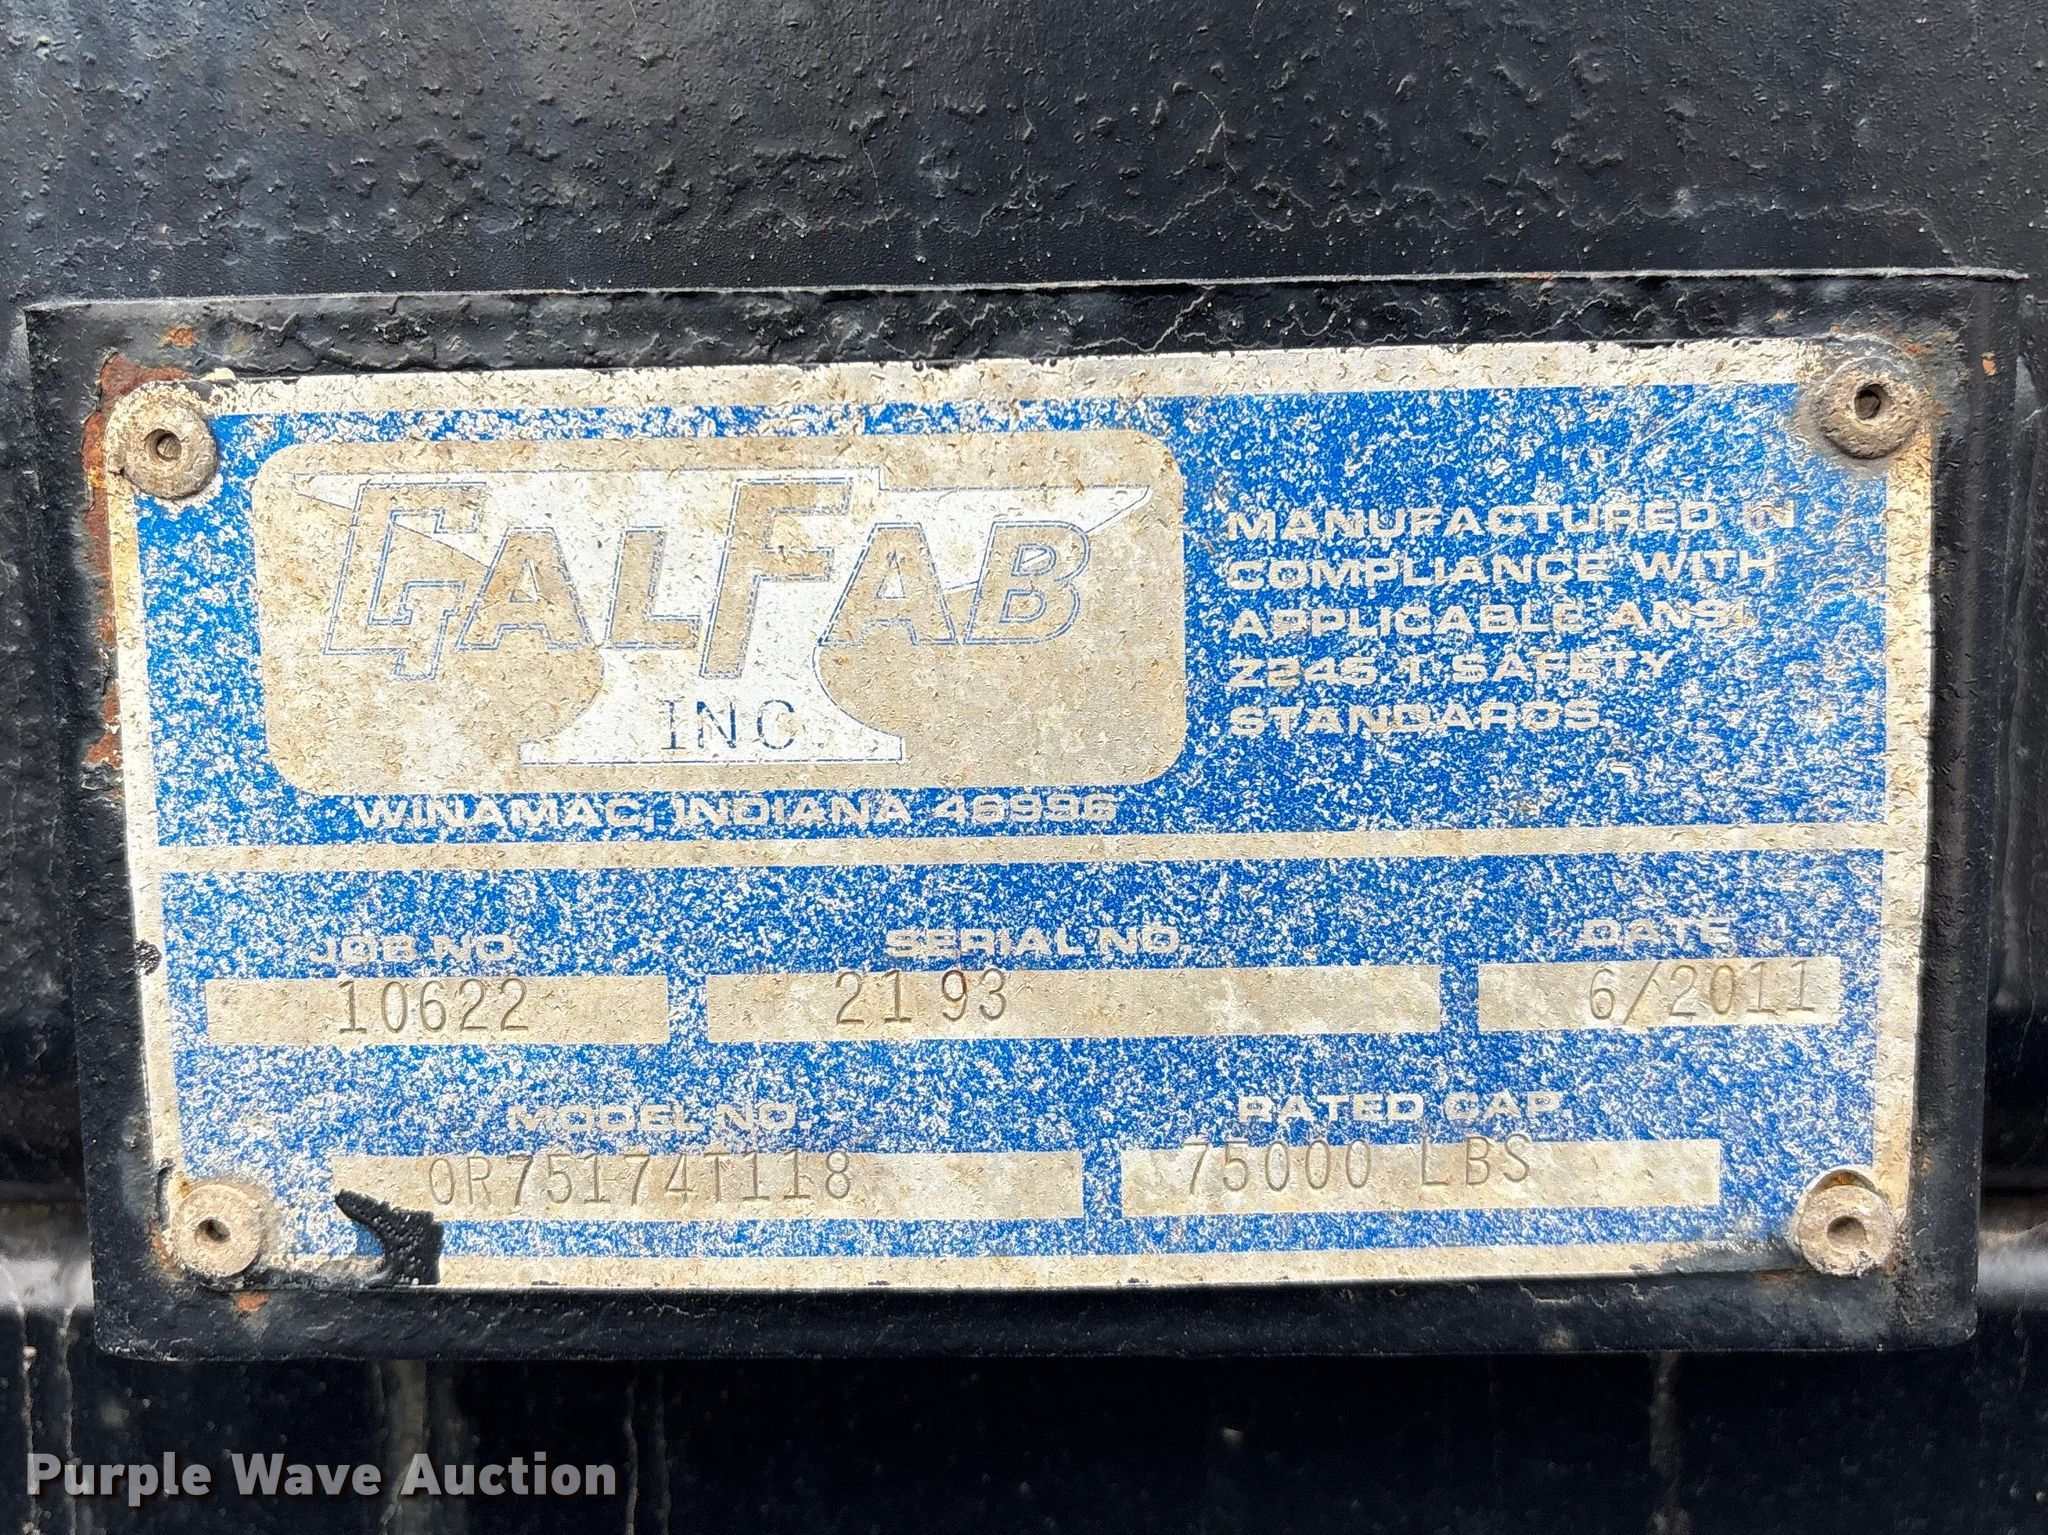 GALFAB
INC
WINAMAC, INDIANA 46996
MANUFACTURED IN
COMPLIANCE WITH
APPLICABLE ANSI
Z245.1 SAFETY
STANDARDS
JOB NO. SERIAL NO. DATE
10622 2193 6/2011
MODEL NO. RATED CAP.
OR75174T118 75000 LBS
Purple Wave Auction